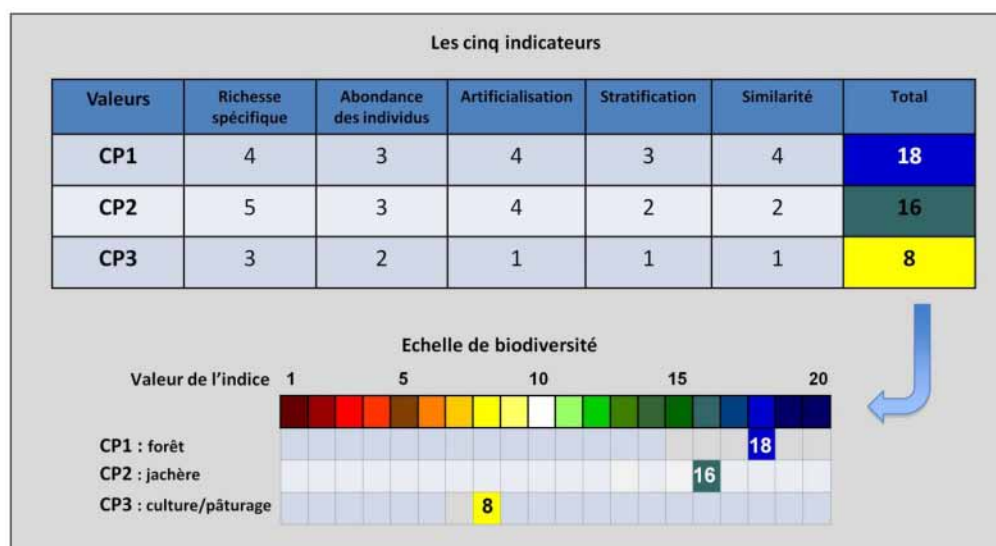 Les cinq indicateurs
Valeurs Richesse spécifique Abondance des individus Artificialisation Stratification Similarité Total
CP1 4 3 4 3 4 18
CP2 5 3 4 2 2 16
CP3 3 2 1 1 1 8
Echelle de biodiversité
Valeur de l'indice 1 5 10 15 20
CP1 : forêt 18
CP2 : jachère 16
CP3 : culture/pâturage 8